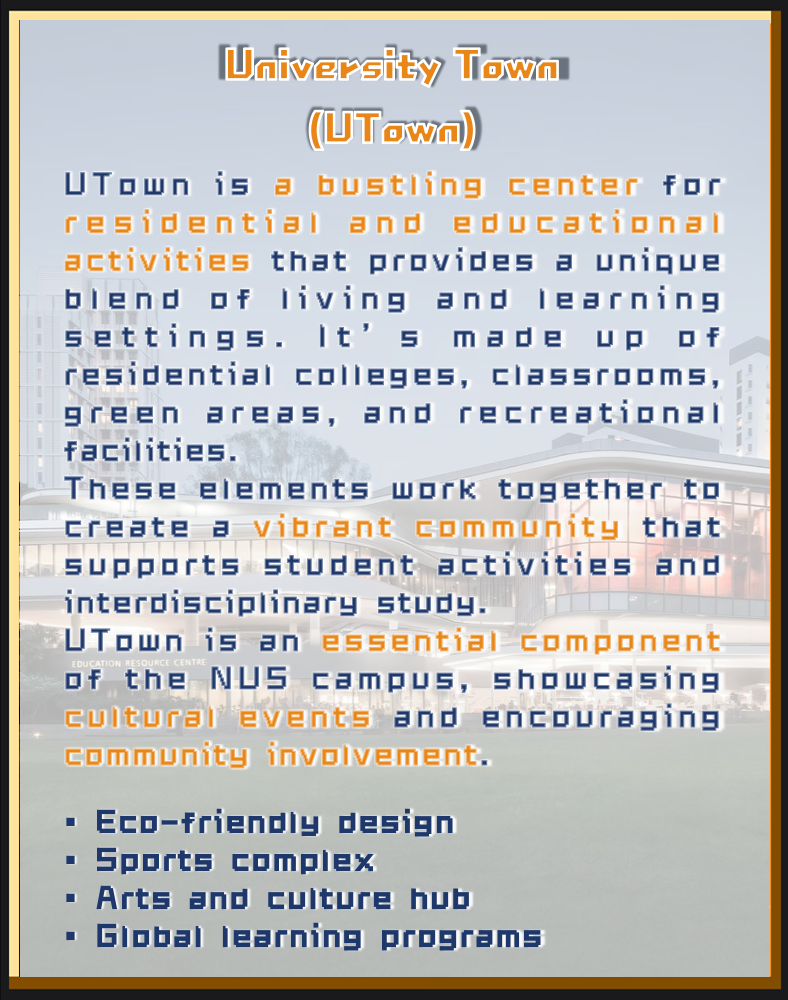 University Town
(UTown)
UTown is a bustling center for
residential and educational
activities that provides a unique
blend of living and learning
settings. It’s made up of
residential colleges, classrooms,
green areas, and recreational
facilities.
These elements work together to
create a vibrant community that
supports student activities and
interdisciplinary study.
UTown is an essential component
EDUCATION RESOURCE CENTRE
of the NUS campus, showcasing
cultural events and encouraging
community involvement.
▪ Eco-friendly design
▪ Sports complex
▪ Arts and culture hub
▪ Global learning programs